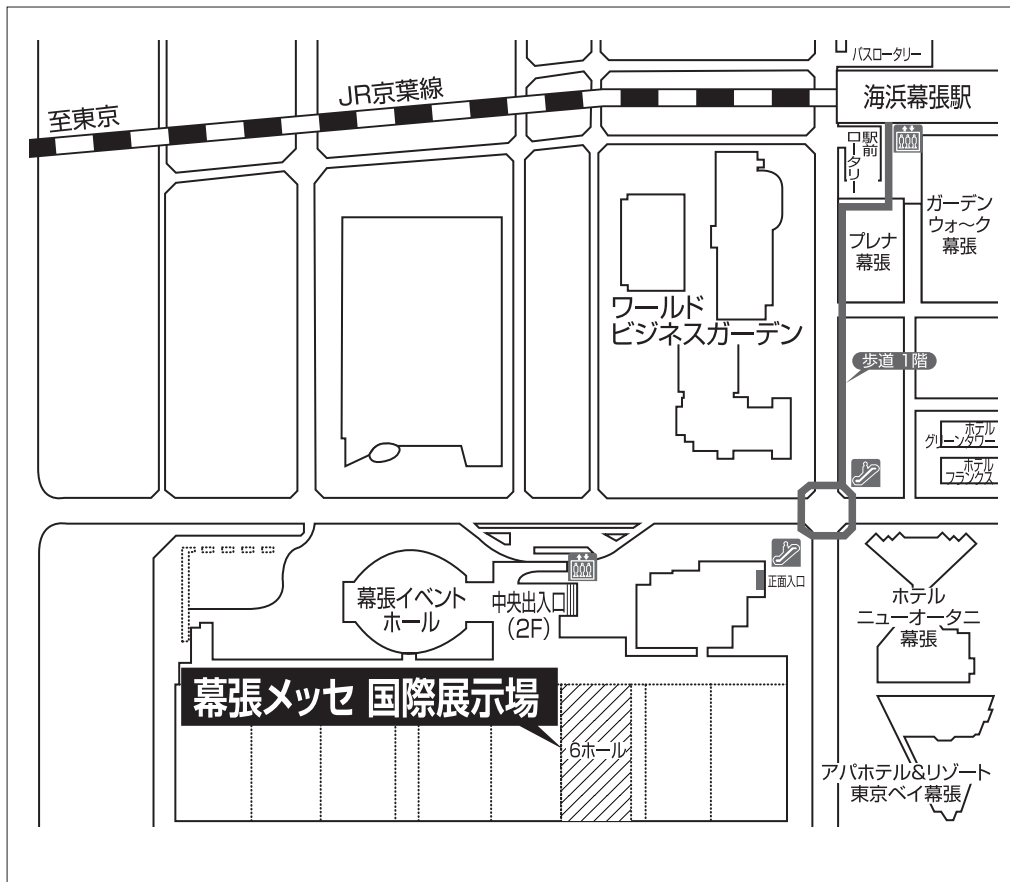 バスロータリー
JR京葉線
至東京
海浜幕張駅
駅前
ロータリー
ガーデン
ウォ〜ク
幕張
プレナ
幕張
ワールド
ビジネスガーデン
歩道 1階
ホテル
グリーンタワー
ホテル
フランクス
正面入口
幕張イベント
ホール
中央出入口
(2F)
ホテル
ニューオータニ
幕張
幕張メッセ 国際展示場
6ホール
アパホテル&リゾート
東京ベイ幕張